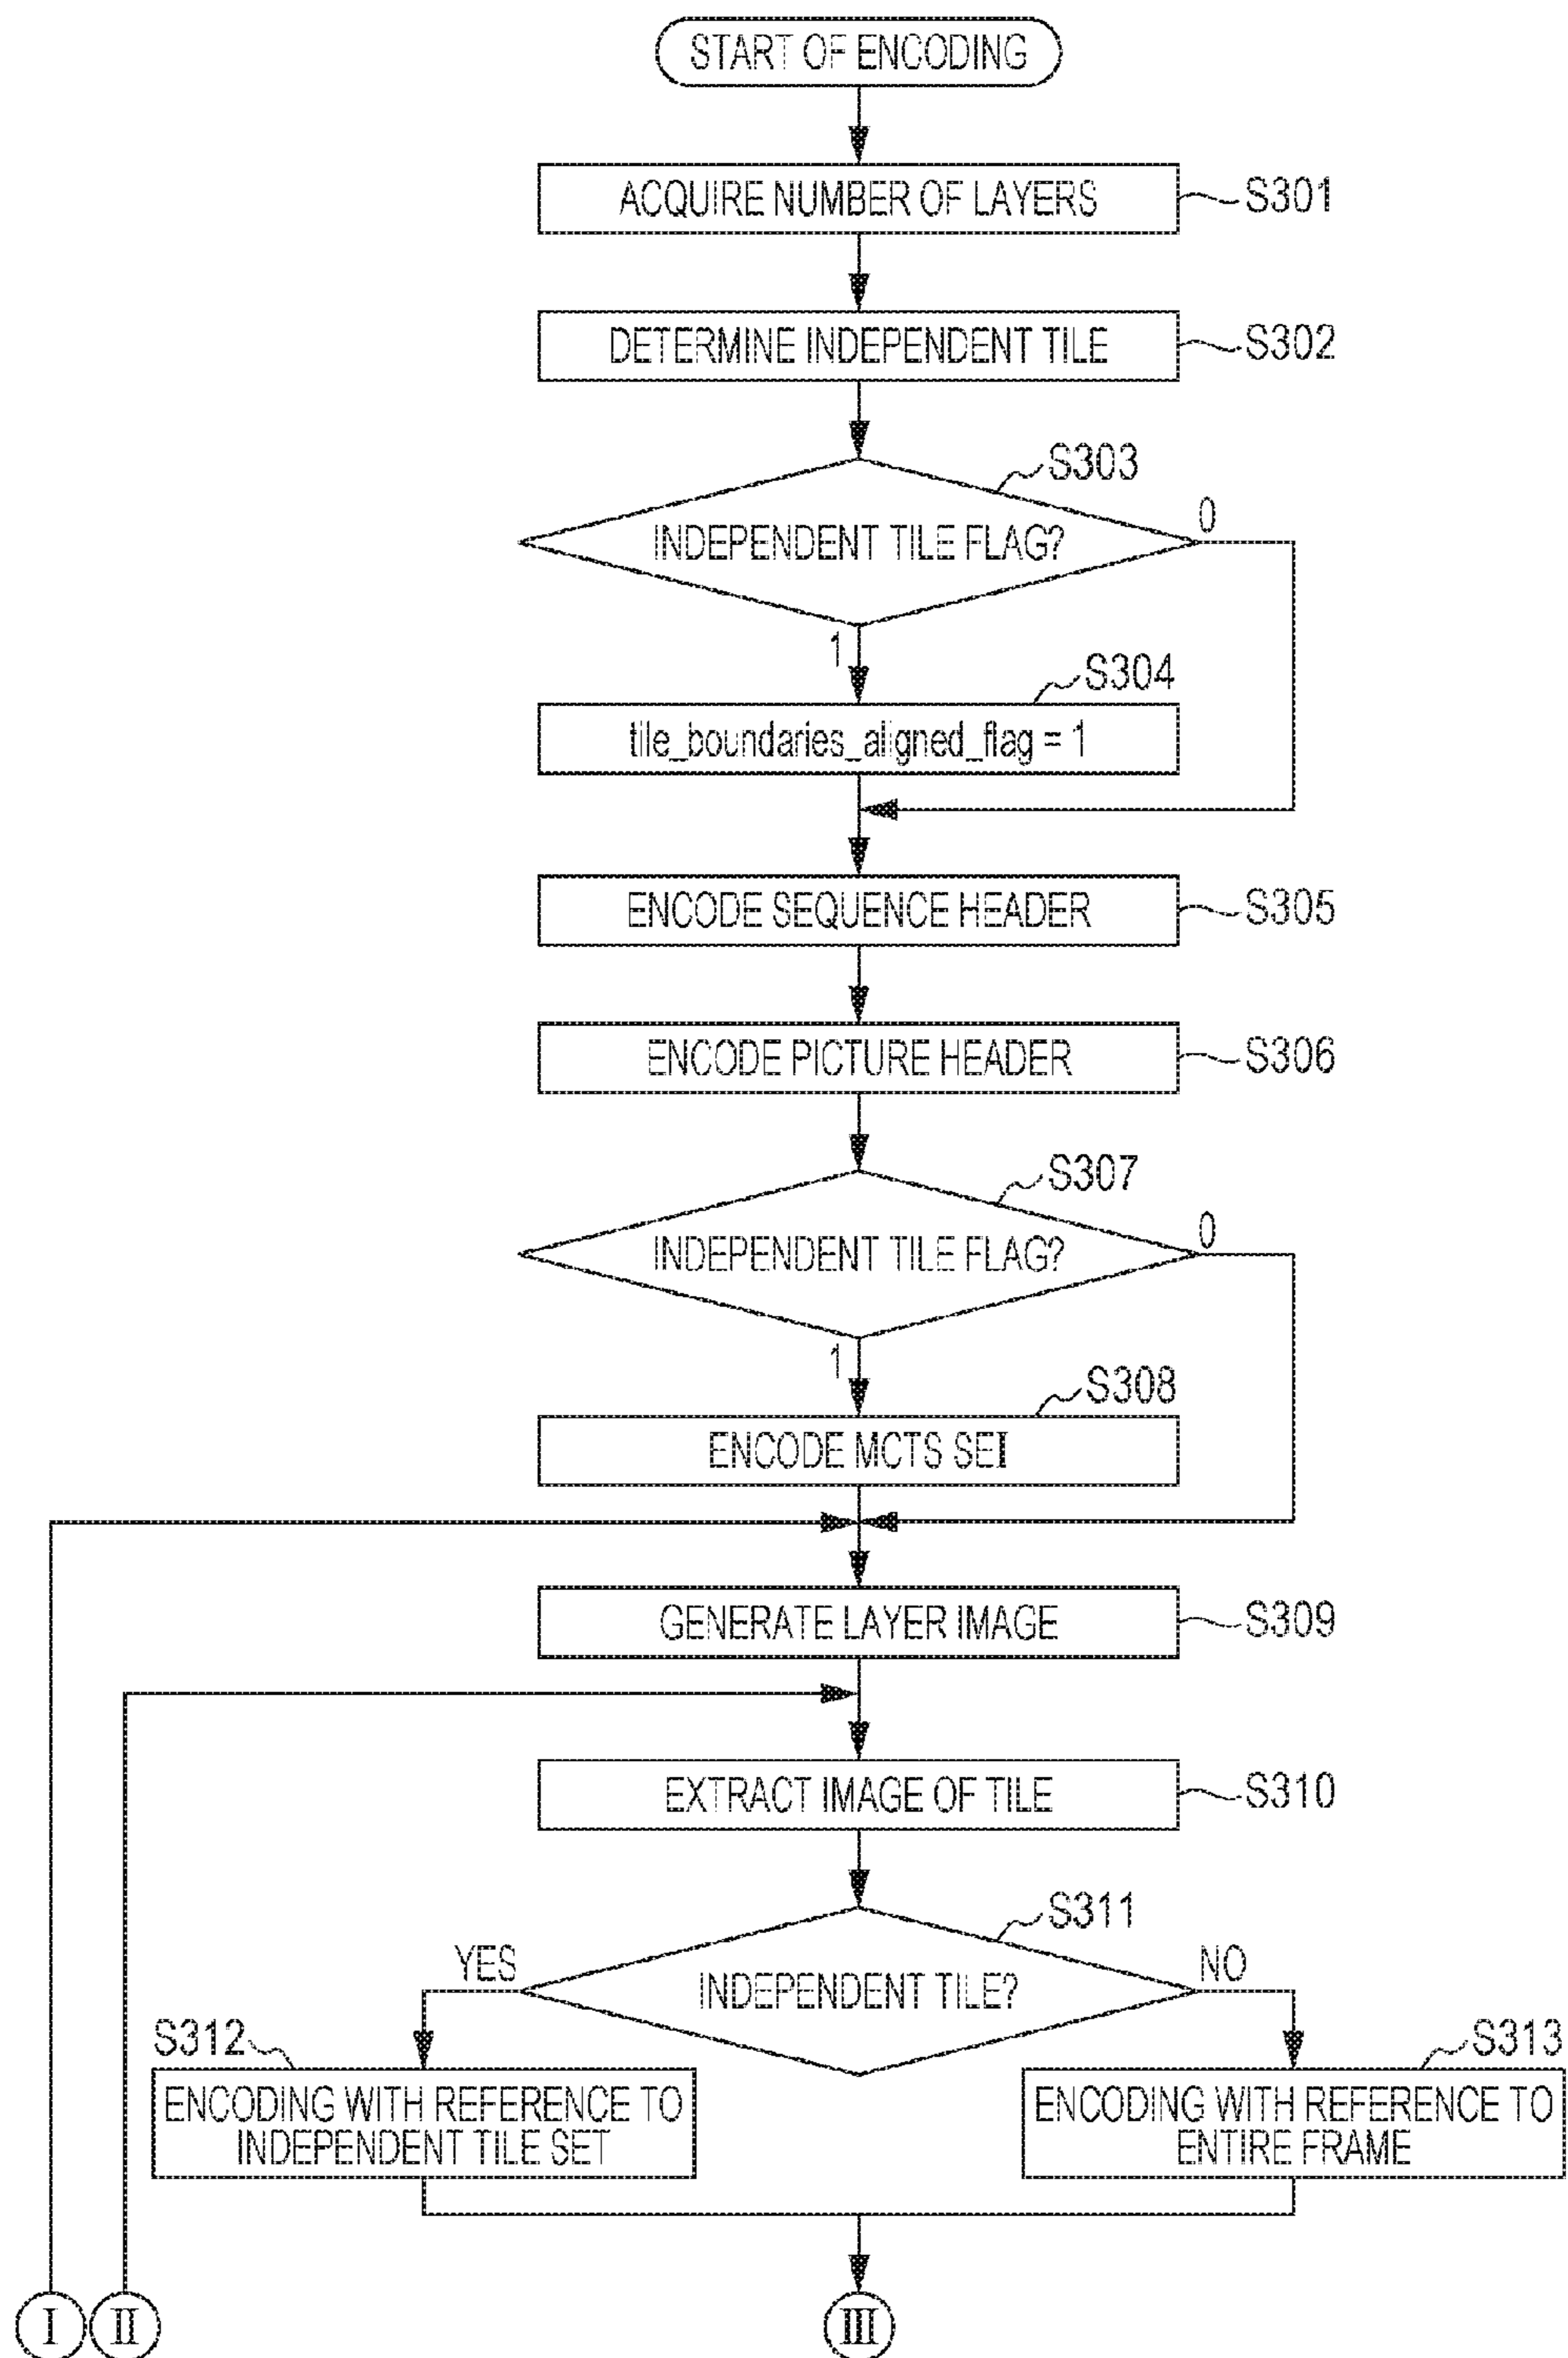 START OF ENCODING
ACQUIRE NUMBER OF LAYERS
S301
DETERMINE INDEPENDENT TILE
S302
S303
INDEPENDENT TILE FLAG?
0
1
S304
tile_boundaries_aligned_flag = 1
ENCODE SEQUENCE HEADER
S305
ENCODE PICTURE HEADER
S306
S307
INDEPENDENT TILE FLAG?
0
1
S308
ENCODE MCTS SEI
GENERATE LAYER IMAGE
S309
EXTRACT IMAGE OF TILE
S310
S311
YES
INDEPENDENT TILE?
NO
S312
ENCODING WITH REFERENCE TO
INDEPENDENT TILE SET
S313
ENCODING WITH REFERENCE TO
ENTIRE FRAME
I
II
III